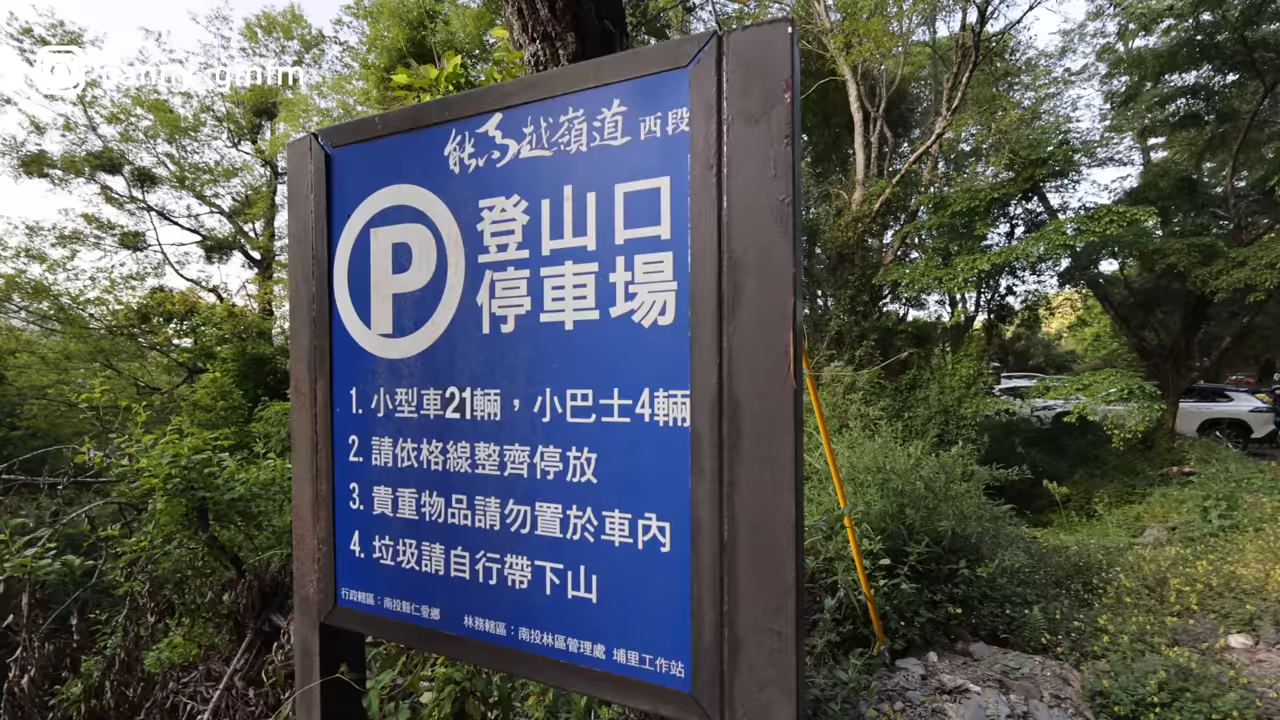 能高越嶺道 西段
P
登山口
停車場
1. 小型車21輛，小巴士4輛
2. 請依格線整齊停放
3. 貴重物品請勿置於車內
4. 垃圾請自行帶下山
行政轄區：南投縣仁愛鄉
林務轄區：南投林區管理處 埔里工作站